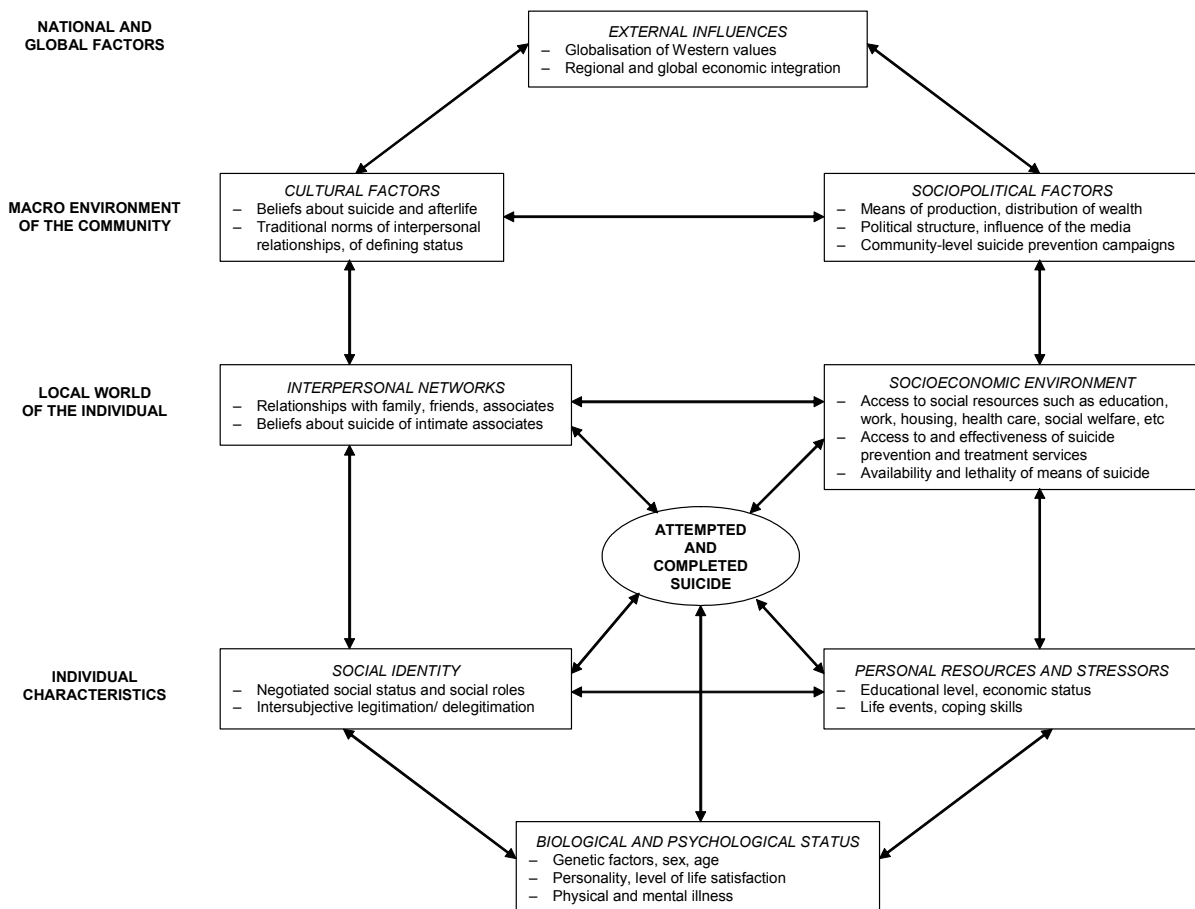 NATIONAL AND
GLOBAL FACTORS
EXTERNAL INFLUENCES
– Globalisation of Western values
– Regional and global economic integration
MACRO ENVIRONMENT
OF THE COMMUNITY
CULTURAL FACTORS
– Beliefs about suicide and afterlife
– Traditional norms of interpersonal
relationships, of defining status
SOCIOPOLITICAL FACTORS
– Means of production, distribution of wealth
– Political structure, influence of the media
– Community-level suicide prevention campaigns
LOCAL WORLD
OF THE INDIVIDUAL
INTERPERSONAL NETWORKS
– Relationships with family, friends, associates
– Beliefs about suicide of intimate associates
SOCIOECONOMIC ENVIRONMENT
– Access to social resources such as education,
work, housing, health care, social welfare, etc
– Access to and effectiveness of suicide
prevention and treatment services
– Availability and lethality of means of suicide
ATTEMPTED
AND
COMPLETED
SUICIDE
INDIVIDUAL
CHARACTERISTICS
SOCIAL IDENTITY
– Negotiated social status and social roles
– Intersubjective legitimation/ delegitimation
PERSONAL RESOURCES AND STRESSORS
– Educational level, economic status
– Life events, coping skills
BIOLOGICAL AND PSYCHOLOGICAL STATUS
– Genetic factors, sex, age
– Personality, level of life satisfaction
– Physical and mental illness